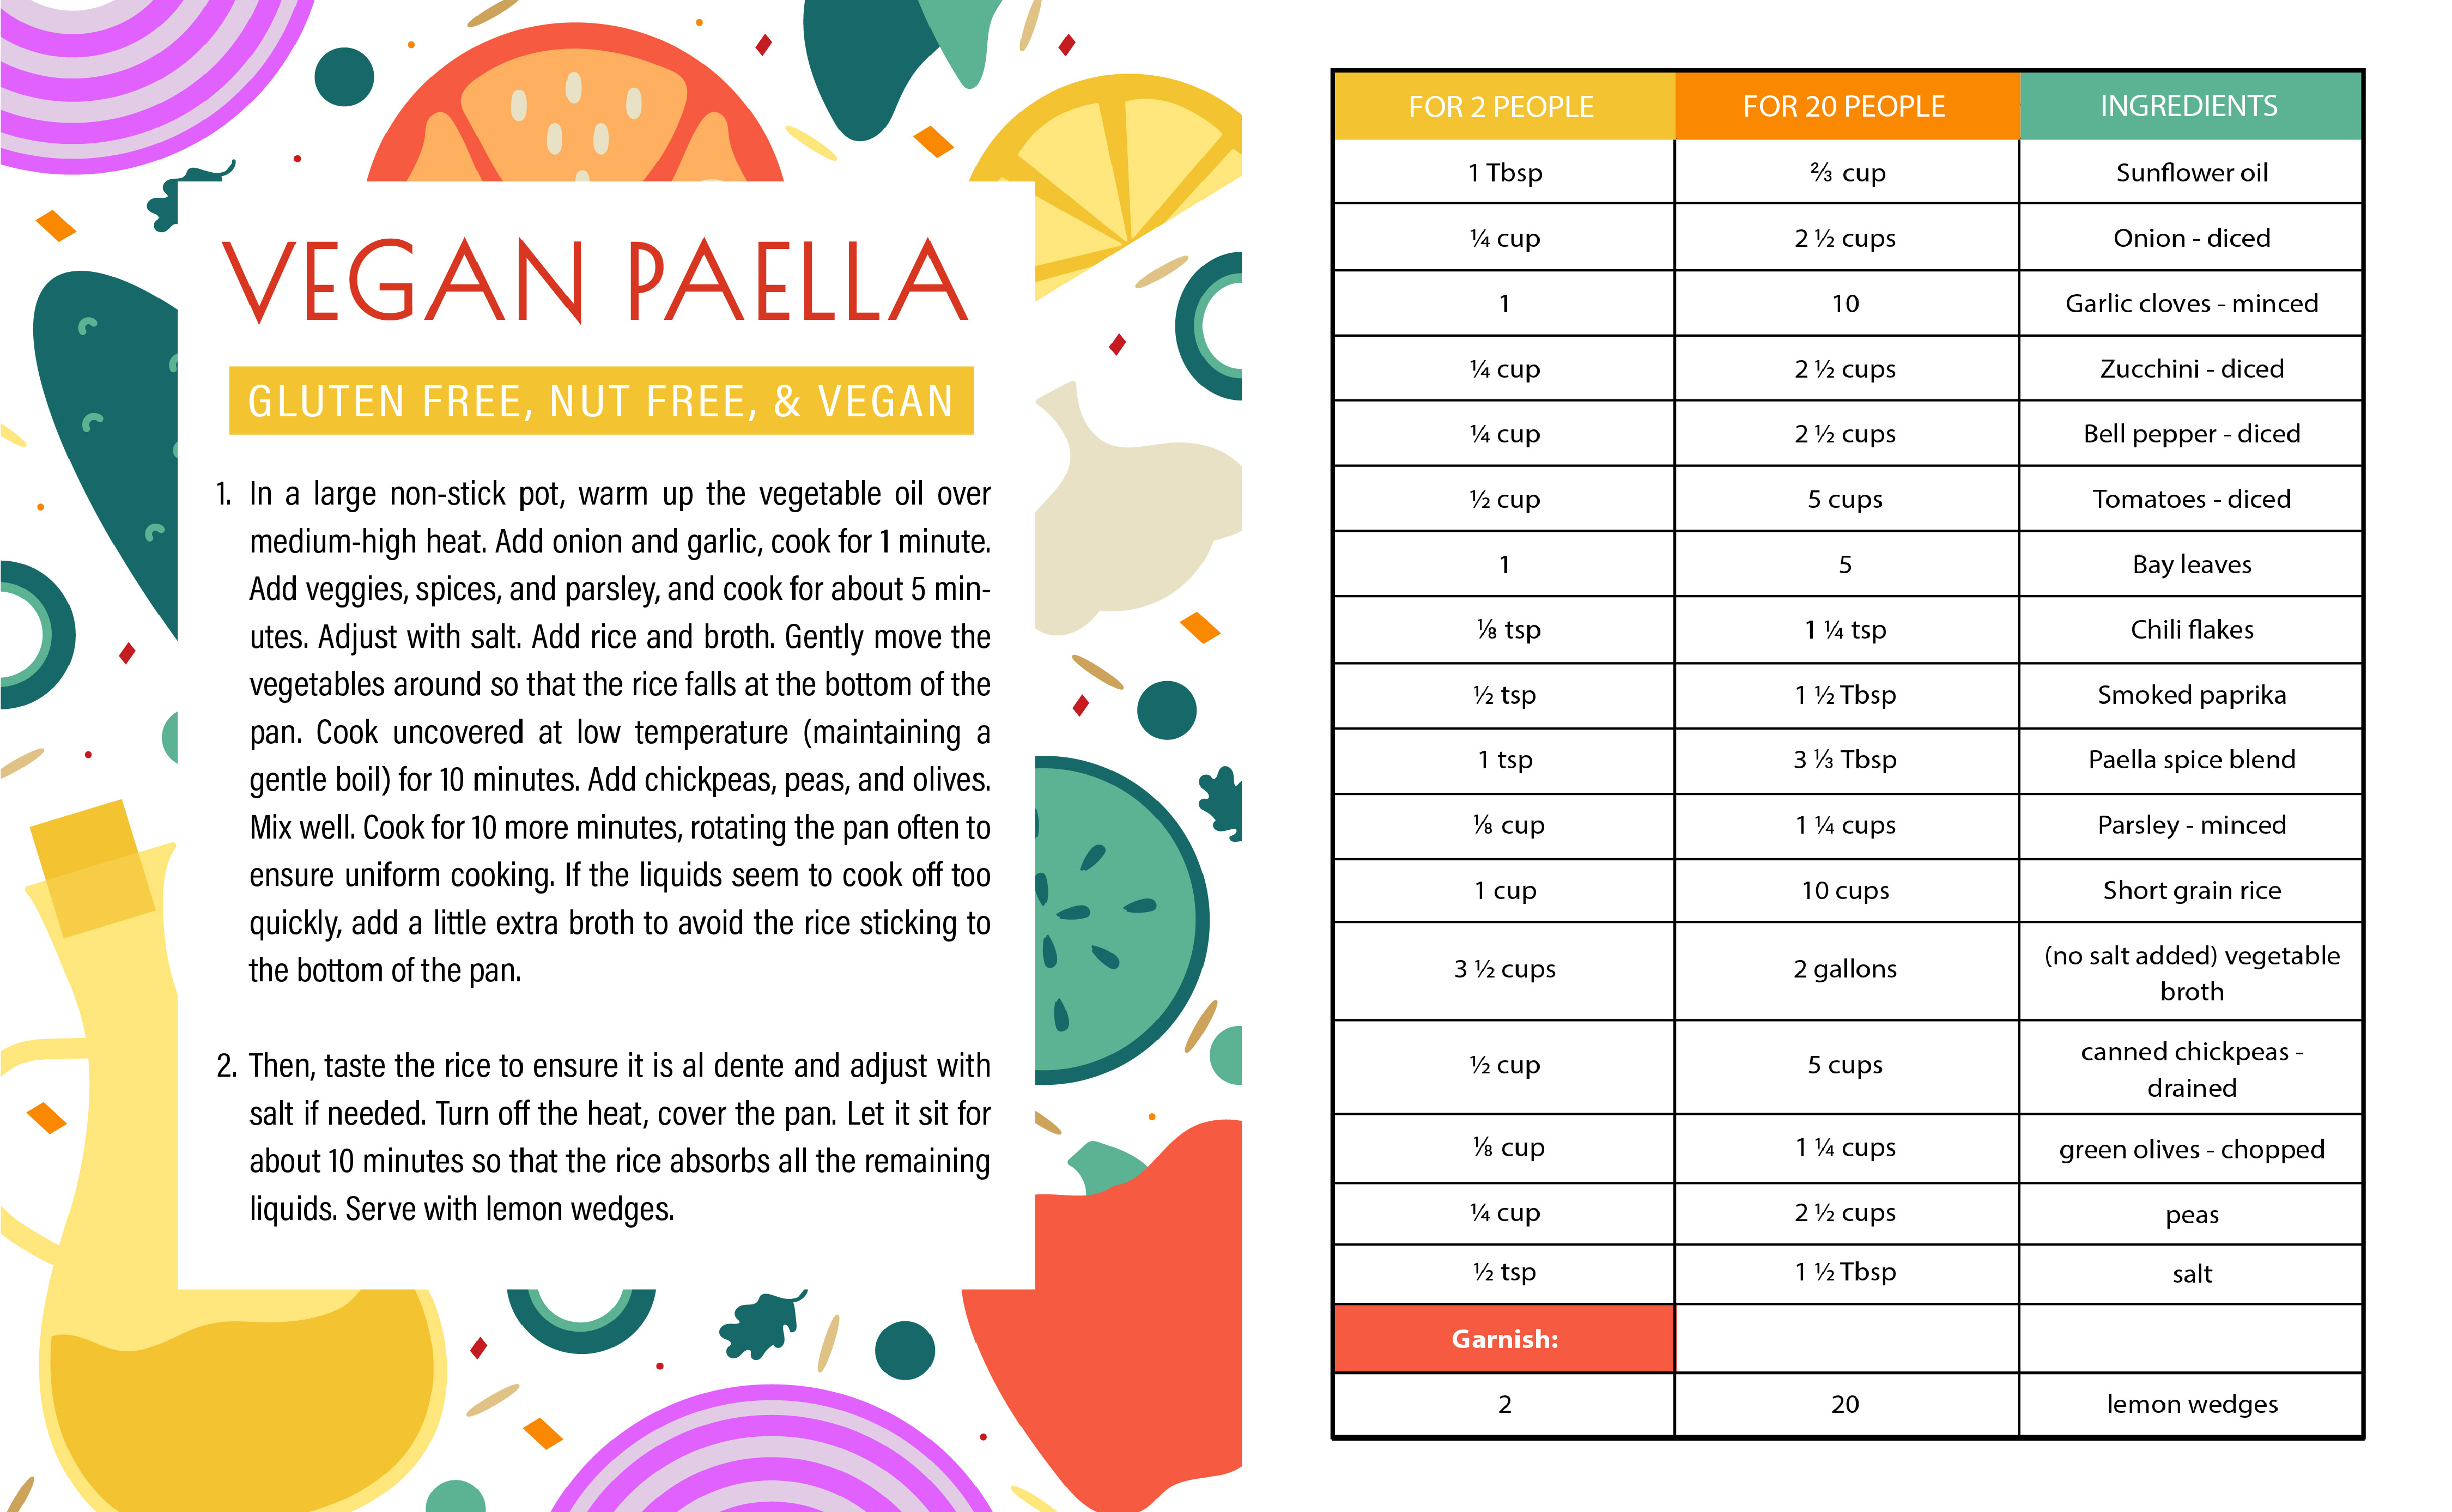 VEGAN PAELLA
GLUTEN FREE, NUT FREE, & VEGAN
1. In a large non-stick pot, warm up the vegetable oil over
medium-high heat. Add onion and garlic, cook for 1 minute.
Add veggies, spices, and parsley, and cook for about 5 min-
utes. Adjust with salt. Add rice and broth. Gently move the
vegetables around so that the rice falls at the bottom of the
pan. Cook uncovered at low temperature (maintaining a
gentle boil) for 10 minutes. Add chickpeas, peas, and olives.
Mix well. Cook for 10 more minutes, rotating the pan often to
ensure uniform cooking. If the liquids seem to cook off too
quickly, add a little extra broth to avoid the rice sticking to
the bottom of the pan.
2. Then, taste the rice to ensure it is al dente and adjust with
salt if needed. Turn off the heat, cover the pan. Let it sit for
about 10 minutes so that the rice absorbs all the remaining
liquids. Serve with lemon wedges.
FOR 2 PEOPLE FOR 20 PEOPLE INGREDIENTS
1 Tbsp ⅔ cup Sunflower oil
¼ cup 2 ½ cups Onion - diced
1 10 Garlic cloves - minced
¼ cup 2 ½ cups Zucchini - diced
¼ cup 2 ½ cups Bell pepper - diced
½ cup 5 cups Tomatoes - diced
1 5 Bay leaves
⅛ tsp 1 ¼ tsp Chili flakes
½ tsp 1 ½ Tbsp Smoked paprika
1 tsp 3 ⅓ Tbsp Paella spice blend
⅛ cup 1 ¼ cups Parsley - minced
1 cup 10 cups Short grain rice
3 ½ cups 2 gallons (no salt added) vegetable
broth
½ cup 5 cups canned chickpeas -
drained
⅛ cup 1 ¼ cups green olives - chopped
¼ cup 2 ½ cups peas
½ tsp 1 ½ Tbsp salt
Garnish:
2 20 lemon wedges